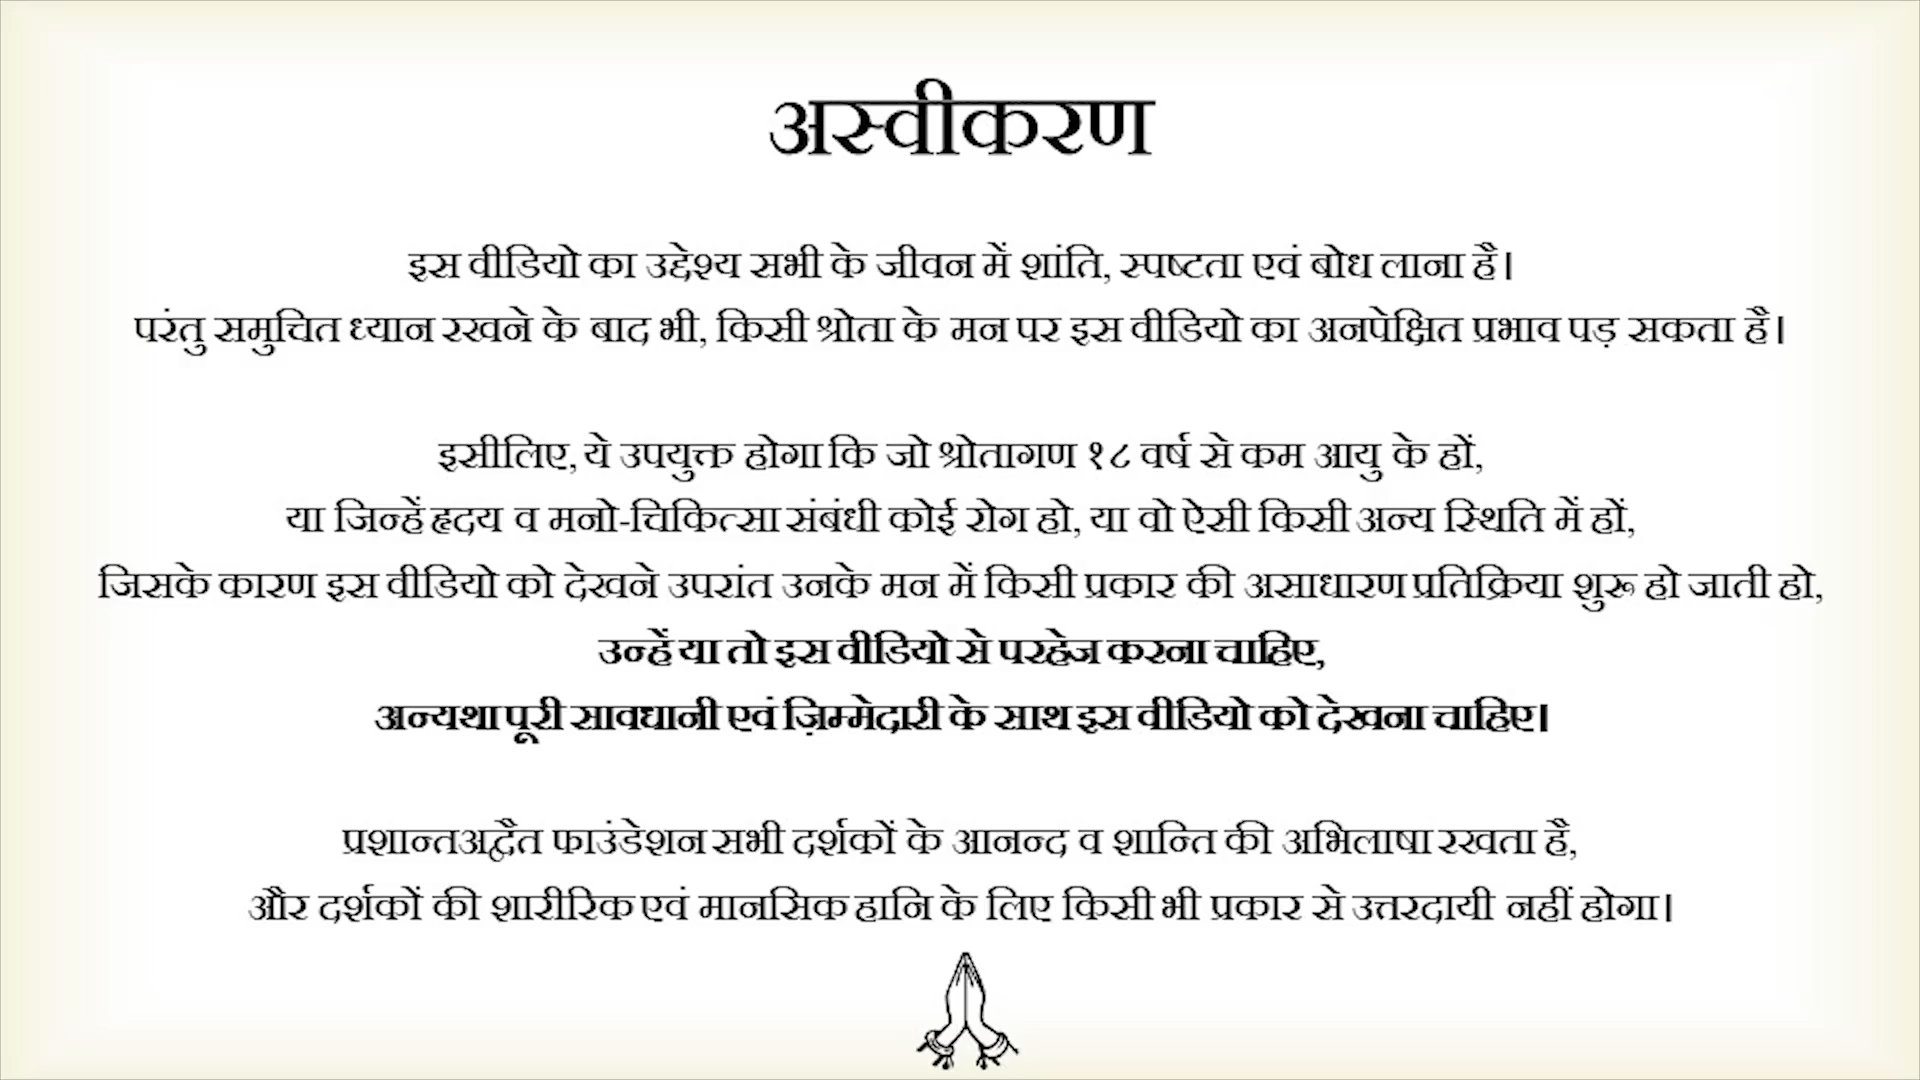 अस्वीकरण
इस वीडियो का उद्देश्य सभी के जीवन में शांति, स्पष्टता एवं बोध लाना है।
परंतु समुचित ध्यान रखने के बाद भी, किसी श्रोता के मन पर इस वीडियो का अनपेक्षित प्रभाव पड़ सकता है।
इसीलिए, ये उपयुक्त होगा कि जो श्रोतागण १८ वर्ष से कम आयु के हों,
या जिन्हें हृदय व मनो-चिकित्सा संबंधी कोई रोग हो, या वो ऐसी किसी अन्य स्थिति में हों,
जिसके कारण इस वीडियो को देखने उपरांत उनके मन में किसी प्रकार की असाधारण प्रतिक्रिया शुरू हो जाती हो,
उन्हें या तो इस वीडियो से परहेज करना चाहिए,
अन्यथा पूरी सावधानी एवं ज़िम्मेदारी के साथ इस वीडियो को देखना चाहिए।
प्रशान्तअद्वैत फाउंडेशन सभी दर्शकों के आनन्द व शान्ति की अभिलाषा रखता है,
और दर्शकों की शारीरिक एवं मानसिक हानि के लिए किसी भी प्रकार से उत्तरदायी नहीं होगा।